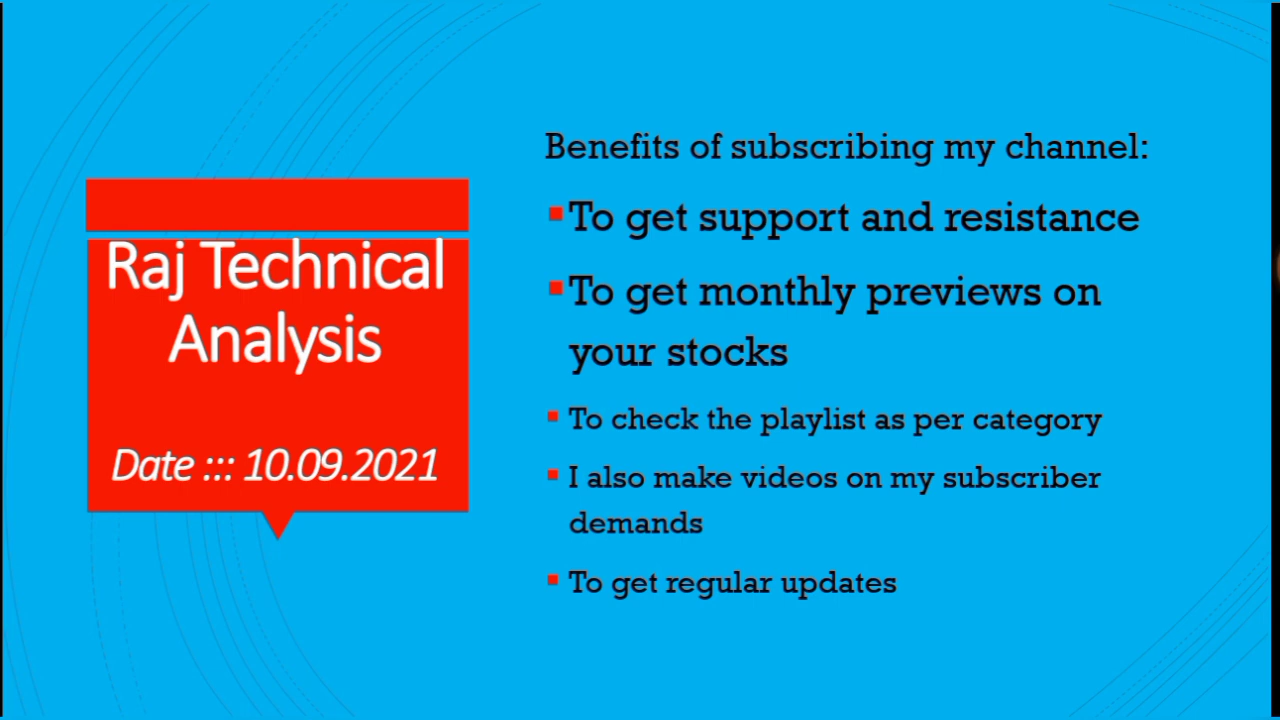 Raj Technical
Analysis
Date ::: 10.09.2021
Benefits of subscribing my channel:
To get support and resistance
To get monthly previews on
your stocks
To check the playlist as per category
I also make videos on my subscriber
demands
To get regular updates